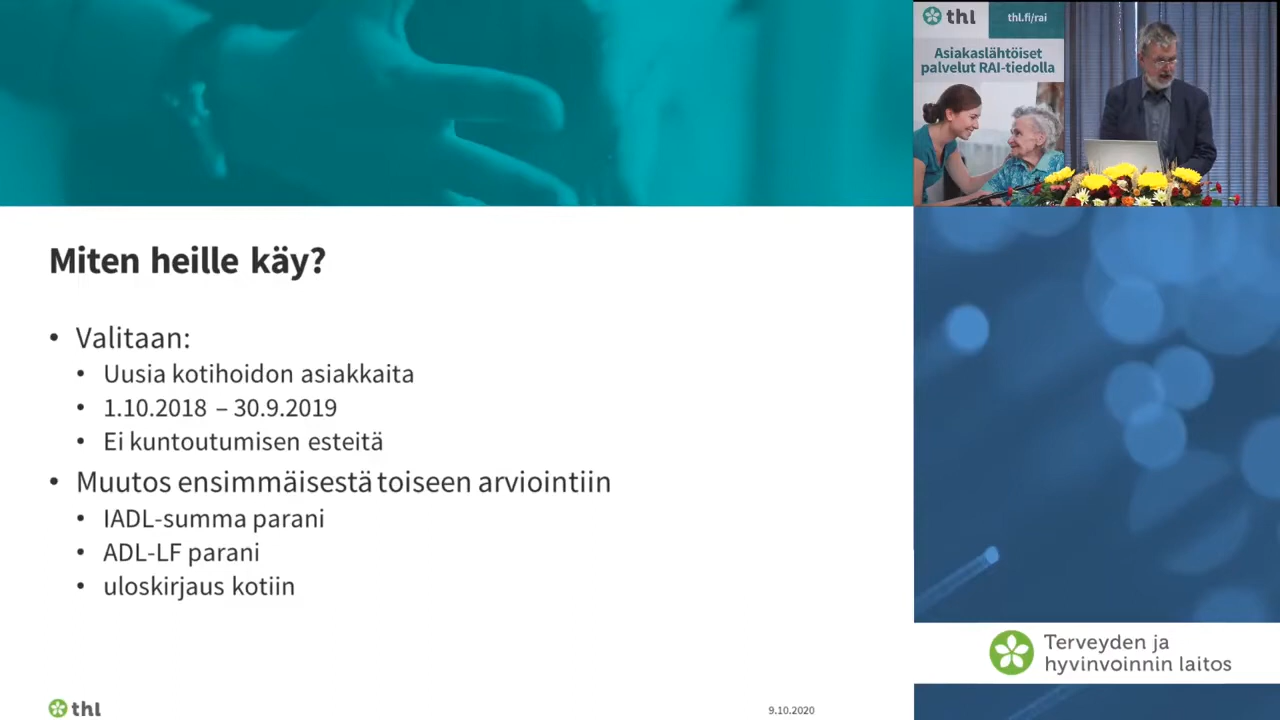 Miten heille käy?
• Valitaan:
• Uusia kotihoidon asiakkaita
• 1.10.2018 – 30.9.2019
• Ei kuntoutumisen esteitä
• Muutos ensimmäisestä toiseen arviointiin
• IADL-summa parani
• ADL-LF parani
• uloskirjaus kotiin
thl
9.10.2020
thl
thl.fi/rai
Asiakaslähtöiset
palvelut RAI-tiedolla
Terveyden ja
hyvinvoinnin laitos